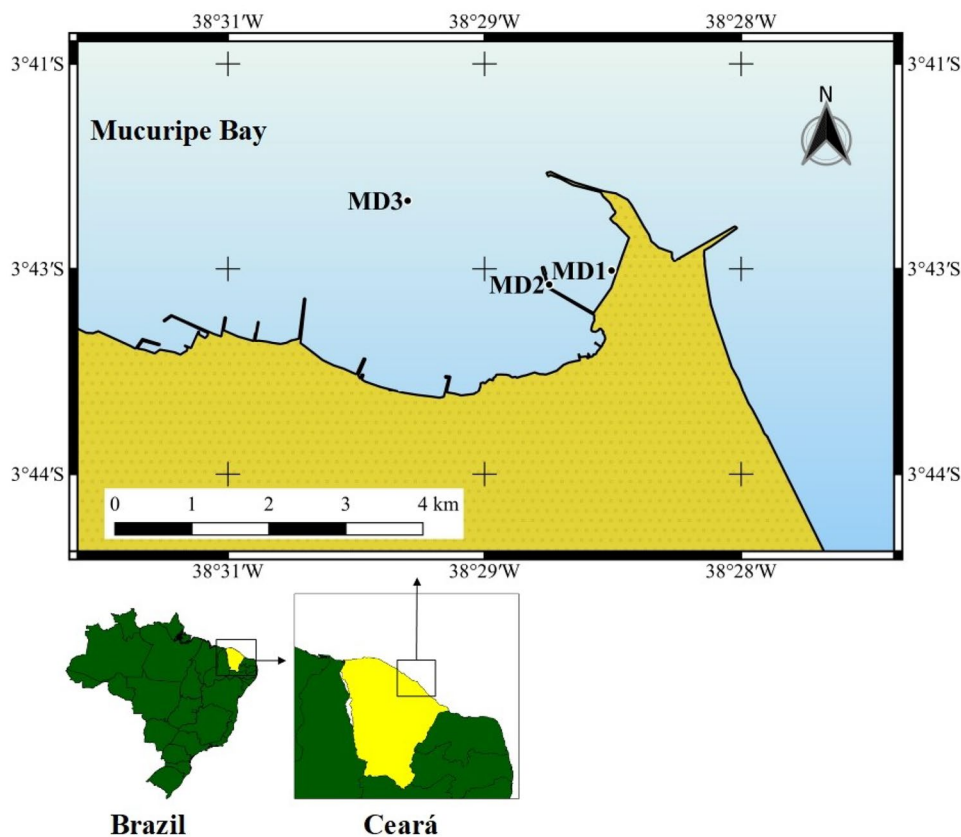 38°31'W 38°29'W 38°28'W
3°41'S 3°41'S
N
Mucuripe Bay
MD3
3°43'S MD1 3°43'S
MD2
3°44'S 3°44'S
0 1 2 3 4 km
38°31'W 38°29'W 38°28'W
Brazil Ceará